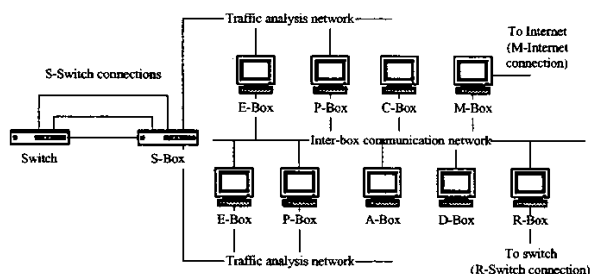 Traffic analysis network
To Internet
(M-Internet
connection)
S-Switch connections
E-Box
P-Box
C-Box
M-Box
Inter-box communication network
Switch
S-Box
E-Box
P-Box
A-Box
D-Box
R-Box
Traffic analysis network
To switch
(R-Switch connection)